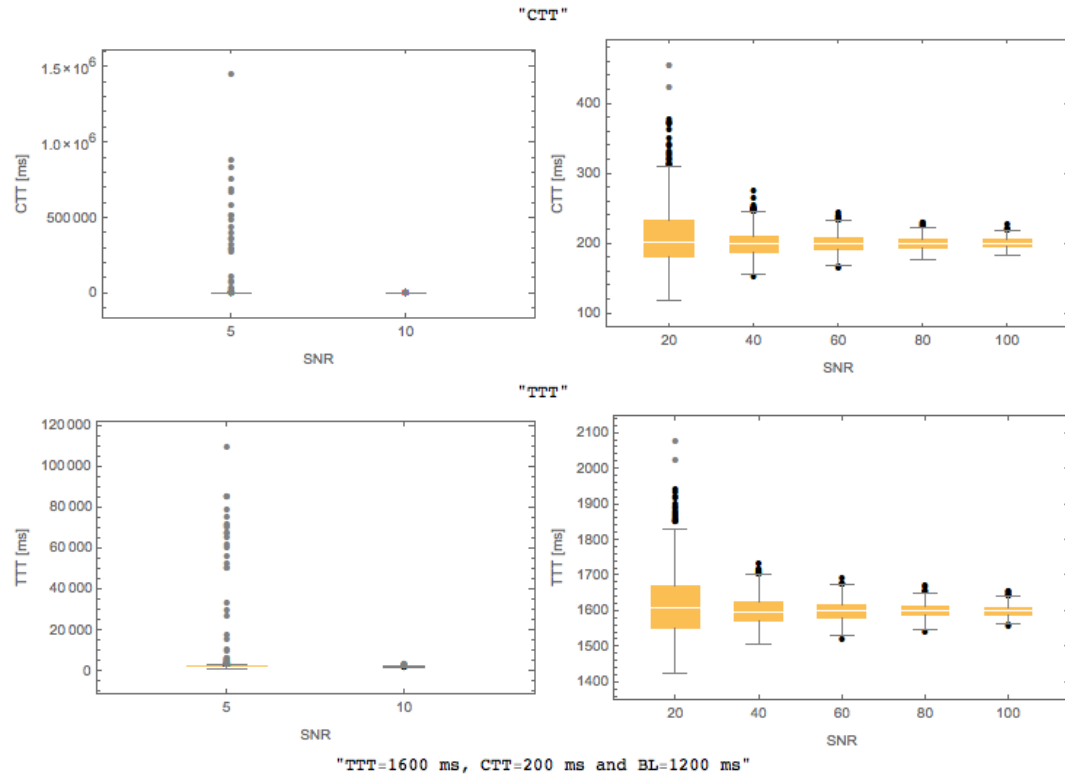 "CTT"
1.5×10^6
1.0×10^6
500 000
0
CTT [ms]
5 10
SNR
400
300
200
100
CTT [ms]
20 40 60 80 100
SNR
"TTT"
120 000
100 000
80 000
60 000
40 000
20 000
0
TTT [ms]
5 10
SNR
2100
2000
1900
1800
1700
1600
1500
1400
TTT [ms]
20 40 60 80 100
SNR
"TTT=1600 ms, CTT=200 ms and BL=1200 ms"